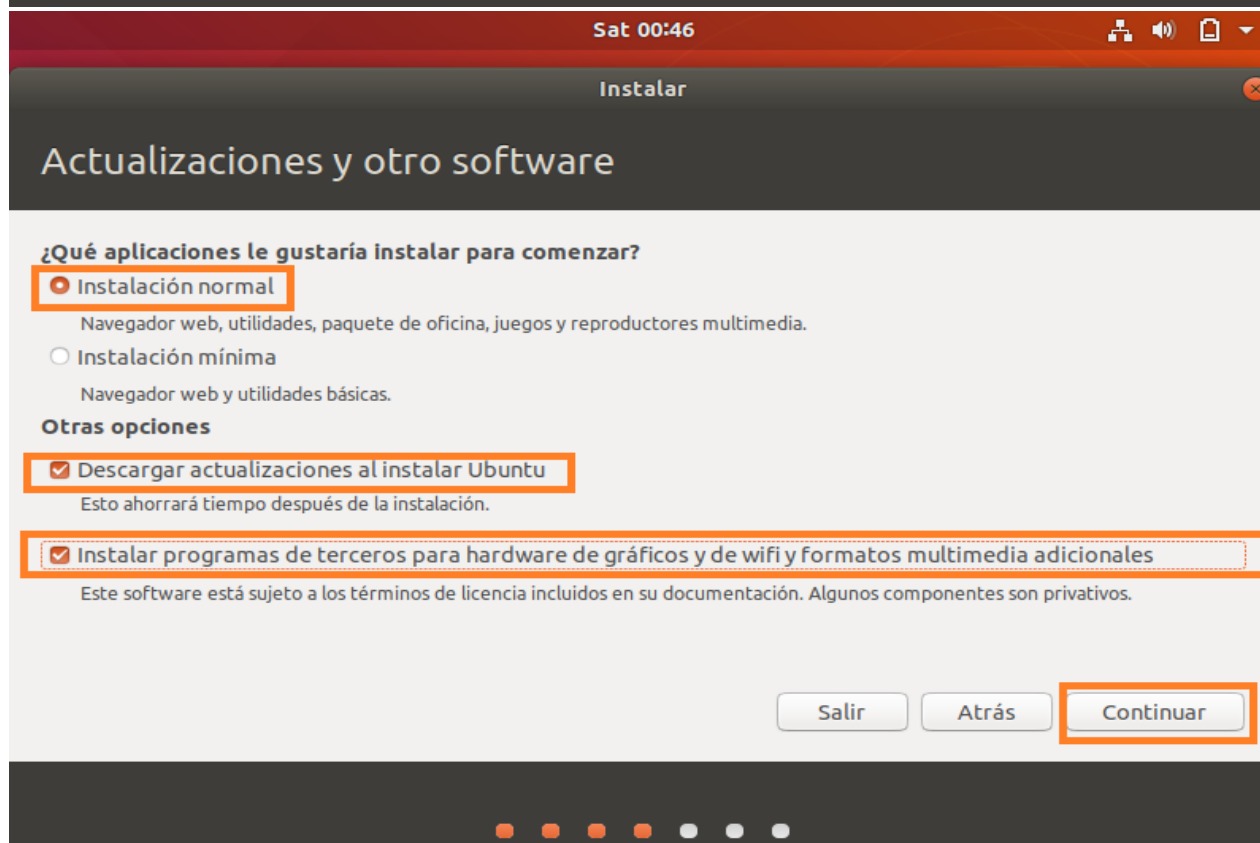 Sat 00:46
Instalar
Actualizaciones y otro software
¿Qué aplicaciones le gustaría instalar para comenzar?
Instalación normal
Navegador web, utilidades, paquete de oficina, juegos y reproductores multimedia.
Instalación mínima
Navegador web y utilidades básicas.
Otras opciones
Descargar actualizaciones al instalar Ubuntu
Esto ahorrará tiempo después de la instalación.
Instalar programas de terceros para hardware de gráficos y de wifi y formatos multimedia adicionales
Este software está sujeto a los términos de licencia incluidos en su documentación. Algunos componentes son privativos.
Salir Atrás Continuar